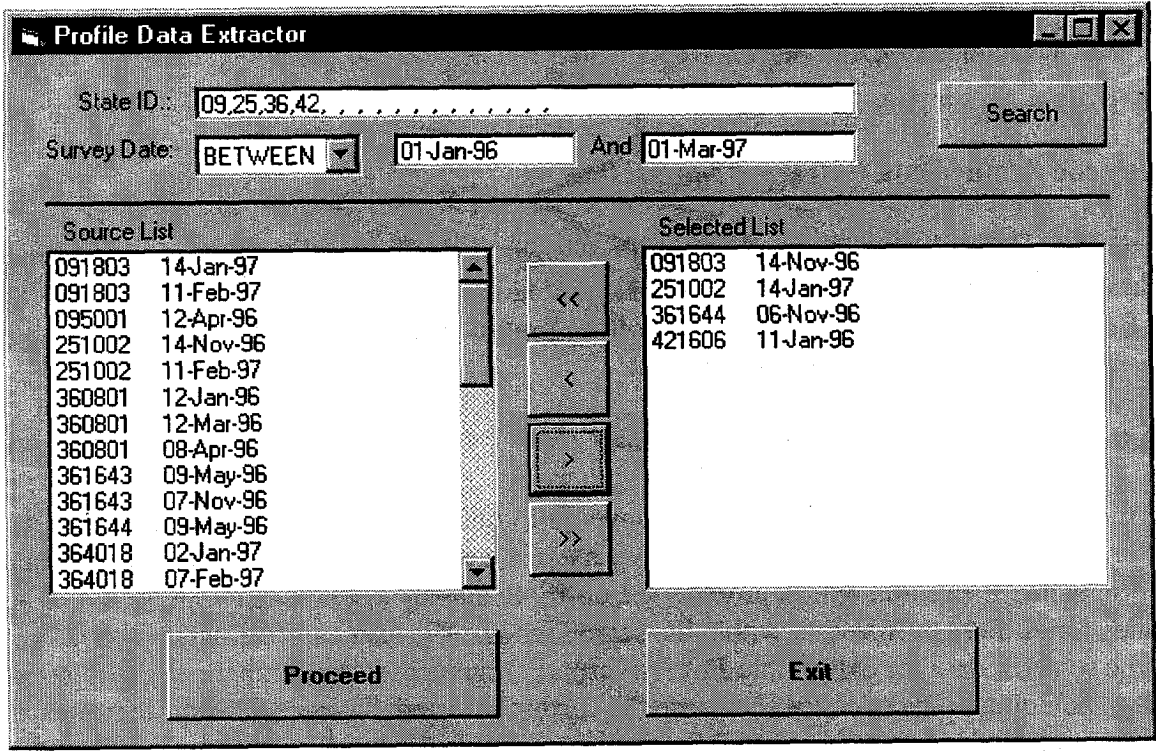 Profile Data Extractor
State ID.: 09,25,36,42, , , , , , , , , , , , ,
Search
Survey Date: BETWEEN 01-Jan-96 And 01-Mar-97
Source List
091803 14-Jan-97
091803 11-Feb-97
095001 12-Apr-96
251002 14-Nov-96
251002 11-Feb-97
360801 12-Jan-96
360801 12-Mar-96
360801 08-Apr-96
361643 09-May-96
361643 07-Nov-96
361644 09-May-96
364018 02-Jan-97
364018 07-Feb-97
<<
<
>
>>
Selected List
091803 14-Nov-96
251002 14-Jan-97
361644 06-Nov-96
421606 11-Jan-96
Proceed
Exit